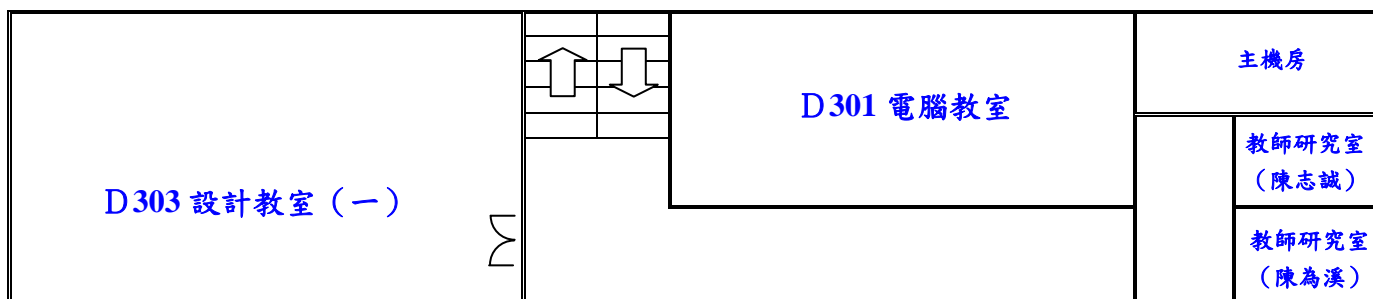 主機房
D301 電腦教室
教師研究室
（陳志誠）
D303 設計教室（一）
教師研究室
（陳為溪）